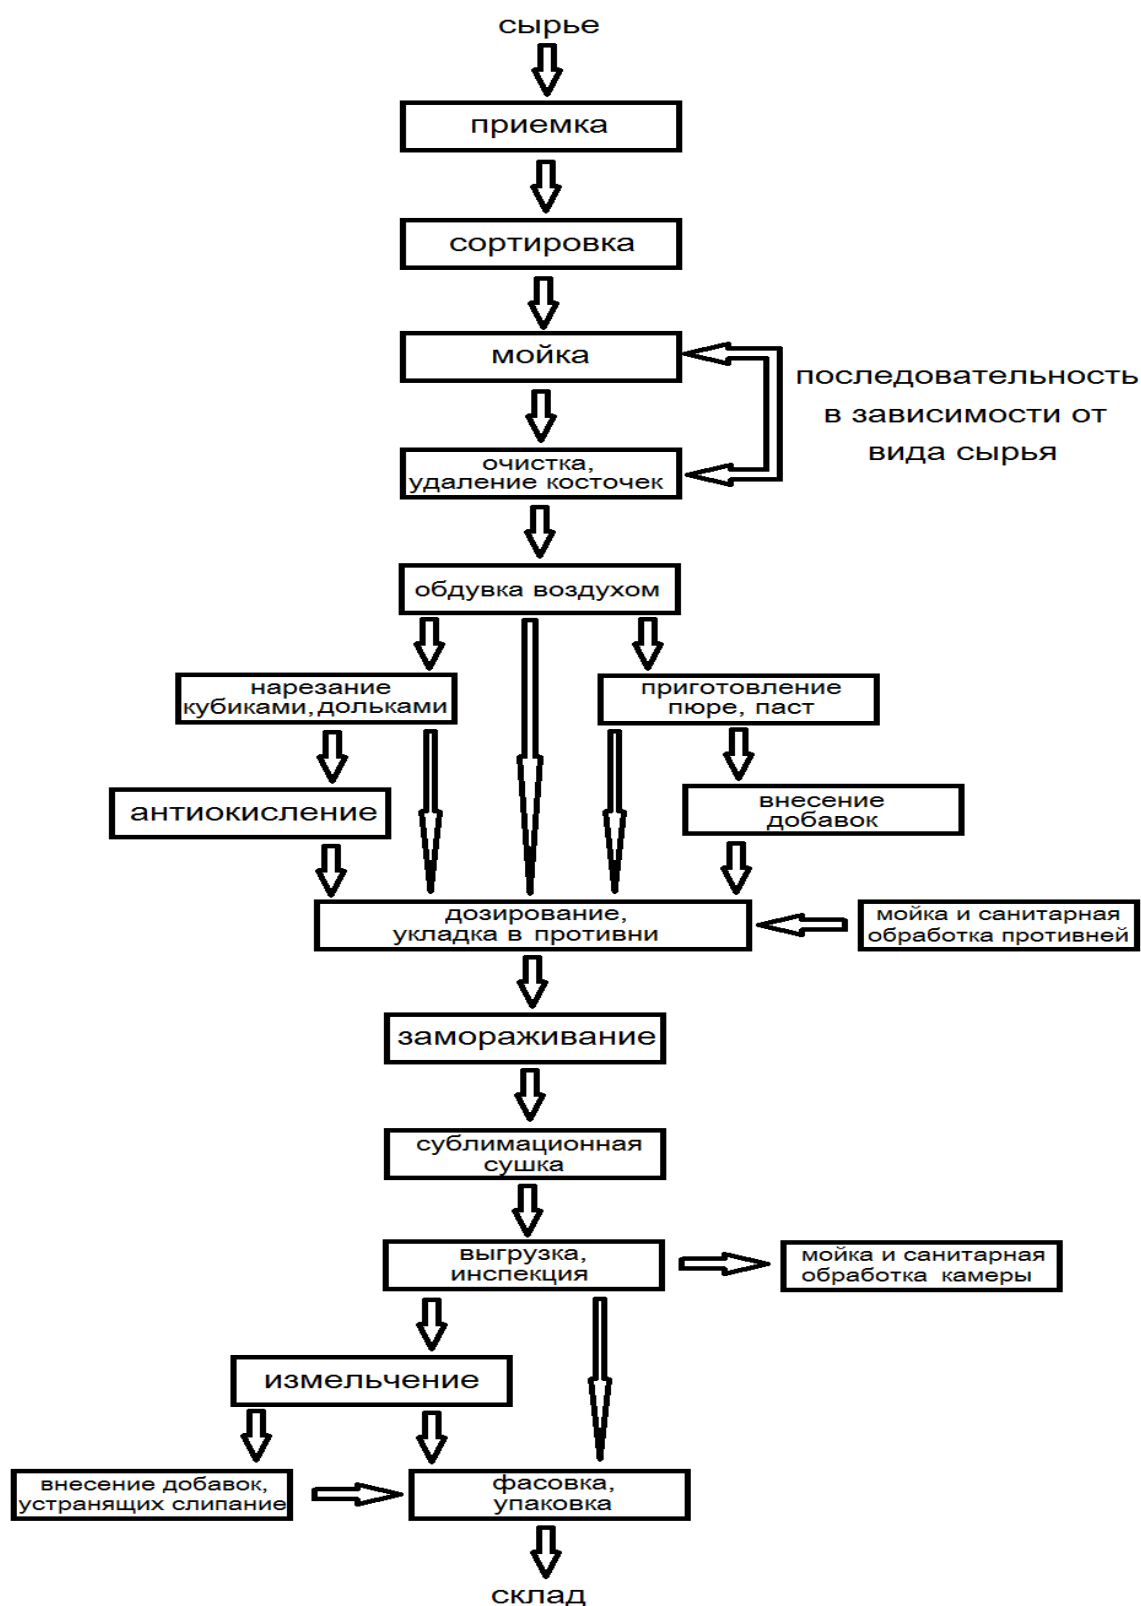 сырье
приемка
сортировка
мойка
последовательность
в зависимости от
вида сырья
очистка,
удаление косточек
обдувка воздухом
нарезание
кубиками, дольками
приготовление
пюре, паст
антиокисление
внесение
добавок
дозирование,
укладка в противни
мойка и санитарная
обработка противней
замораживание
сублимационная
сушка
выгрузка,
инспекция
мойка и санитарная
обработка камеры
измельчение
внесение добавок,
устранящих слипание
фасовка,
упаковка
склад